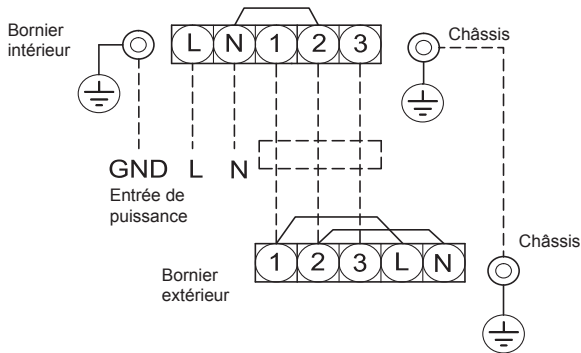 Bornier
intérieur
L N 1 2 3
Châssis
GND L N
Entrée de
puissance
1 2 3 L N
Châssis
Bornier
extérieur